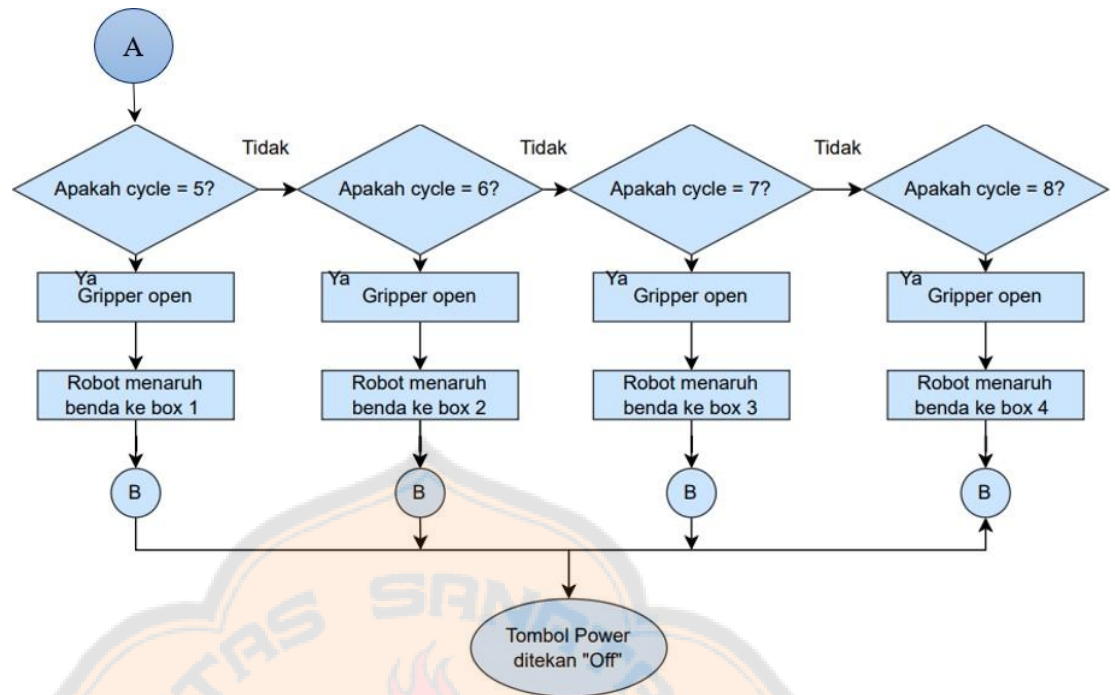 A
Tidak
Tidak
Tidak
Apakah cycle = 5?
Apakah cycle = 6?
Apakah cycle = 7?
Apakah cycle = 8?
Ya
Ya
Ya
Ya
Gripper open
Gripper open
Gripper open
Gripper open
Robot menaruh
benda ke box 1
Robot menaruh
benda ke box 2
Robot menaruh
benda ke box 3
Robot menaruh
benda ke box 4
B
B
B
B
Tombol Power
ditekan "Off"